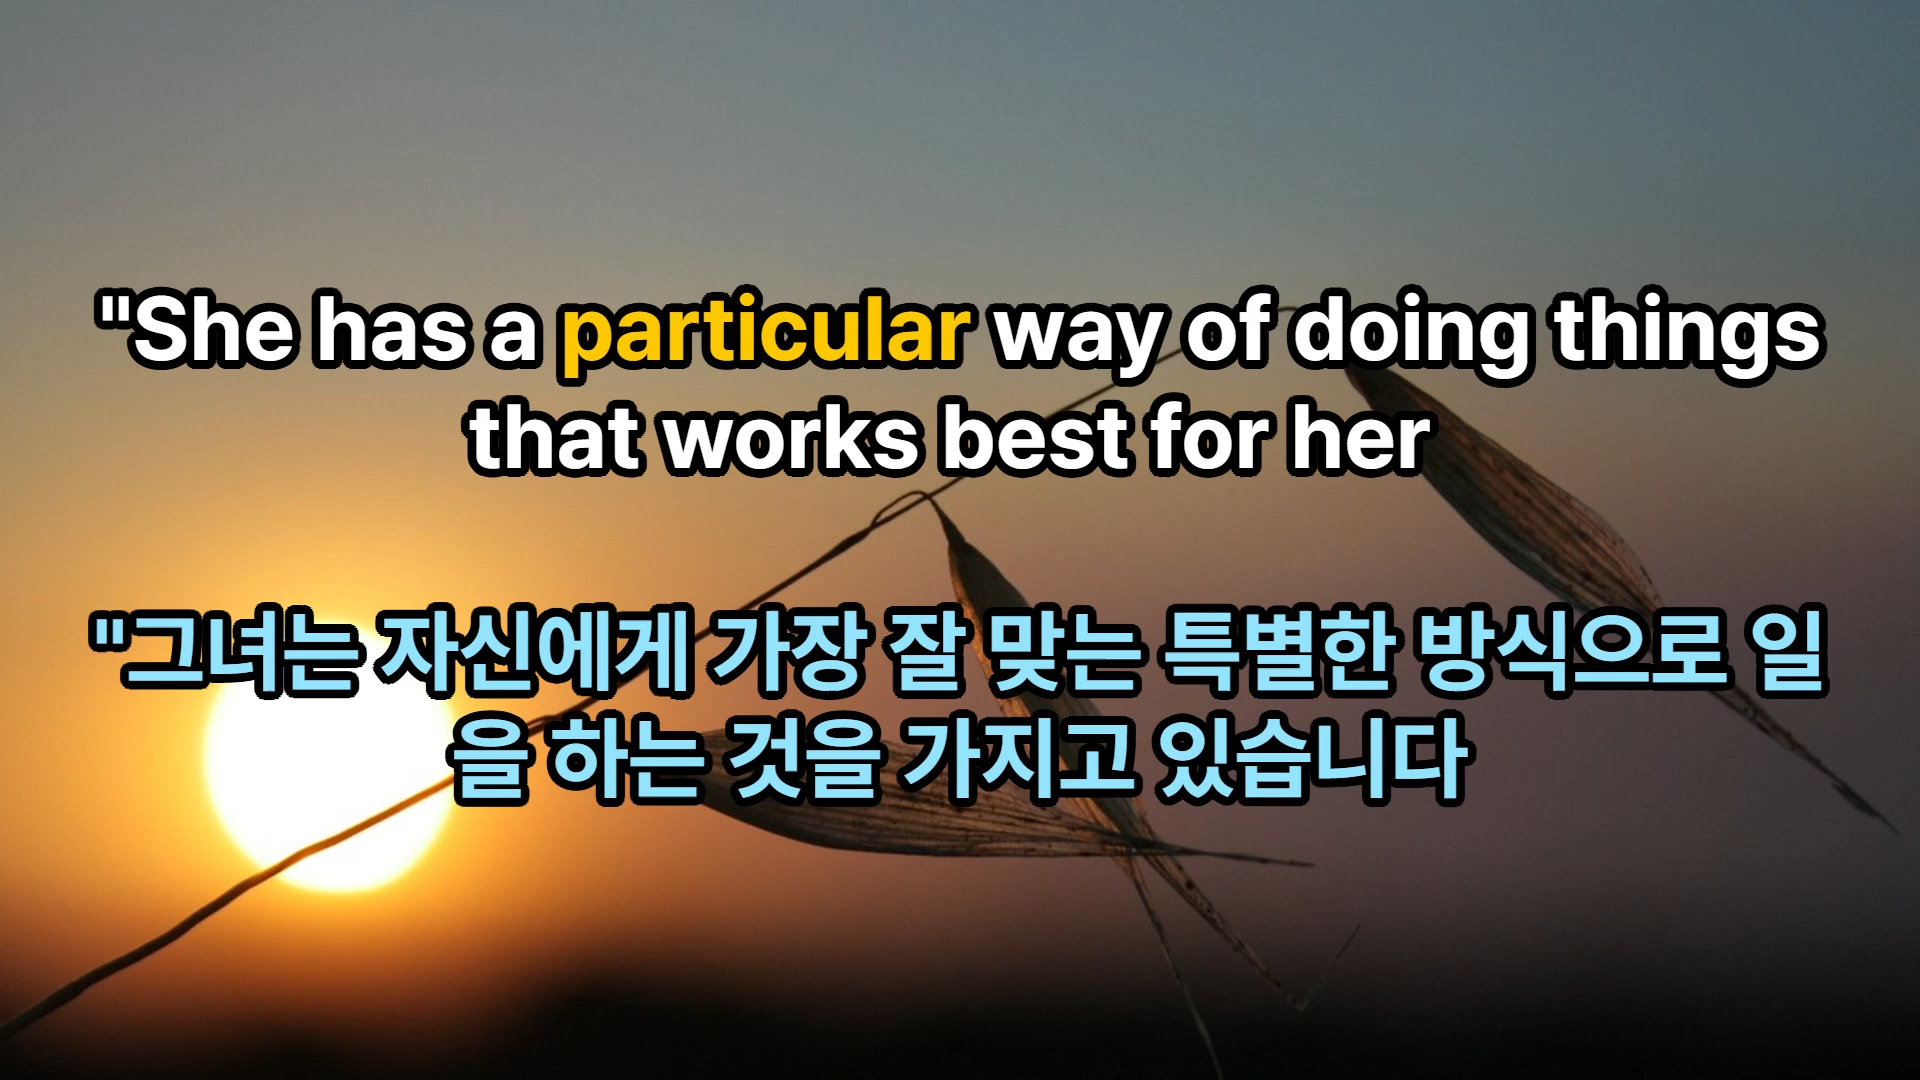 "She has a particular way of doing things
that works best for her
"그녀는 자신에게 가장 잘 맞는 특별한 방식으로 일
을 하는 것을 가지고 있습니다